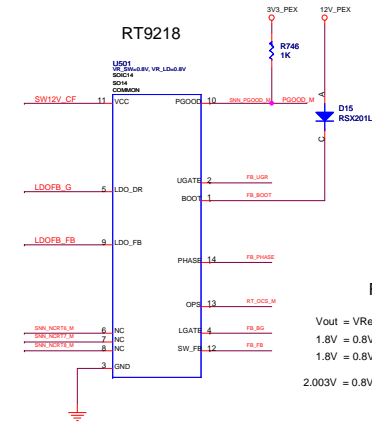 3V3_PEX 12V_PEX
RT9218
R746
1K
U501
VR_SW=0.8V, VR_LD=0.8V
SOIC14
SO14
COMMON
SW12V_CF 11 VCC PGOOD 10 SNN_PGOOD_M PGOOD_M
A
D15
RSX201L
C
UGATE 2 FB_UGR
LDOFB_G 5 LDO_DR BOOT 1 FB_BOOT
LDOFB_FB 9 LDO_FB
PHASE 14 FB_PHASE
OPS 13 RT_OCS_M
SNN_NCRT6_M 6 NC LGATE 4 FB_BG
SNN_NCRT7_M 7 NC
SNN_NCRT8_M 8 NC SW_FB 12 FB_FB
3 GND
Vout = VRe
1.8V = 0.8V
1.8V = 0.8V
2.003V = 0.8V